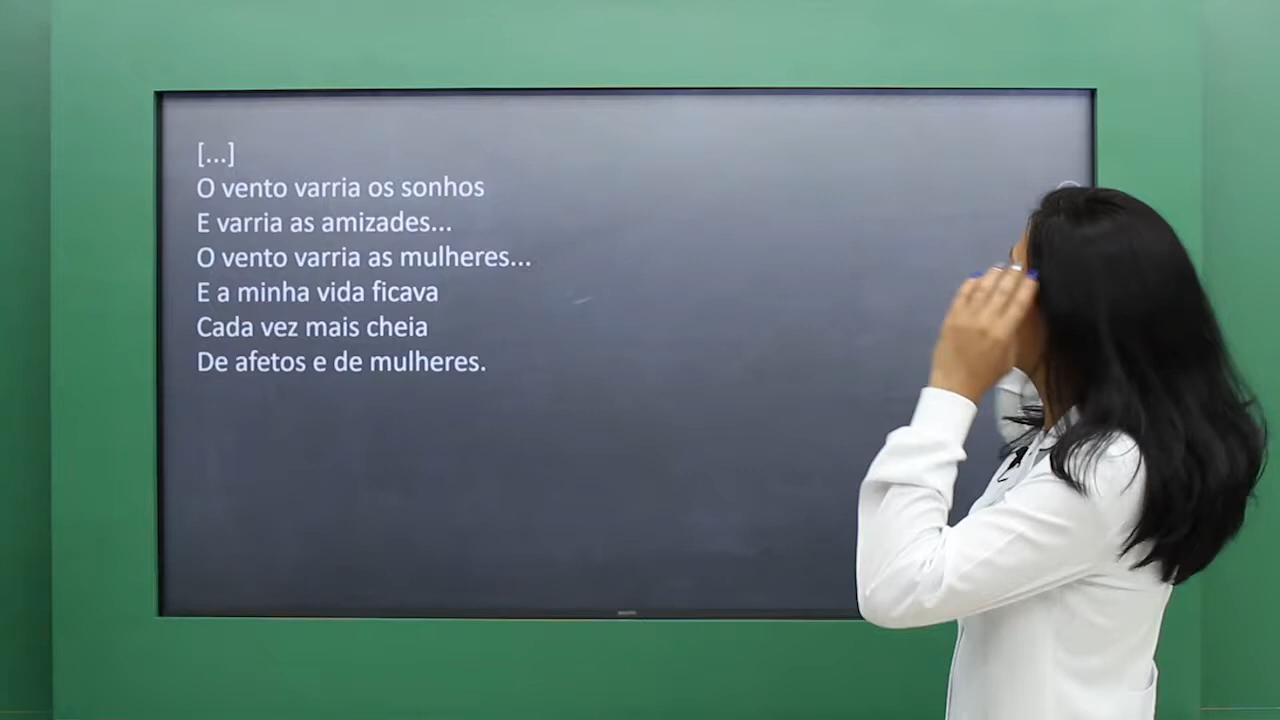 [...]
O vento varria os sonhos
E varria as amizades...
O vento varria as mulheres...
E a minha vida ficava
Cada vez mais cheia
De afetos e de mulheres.